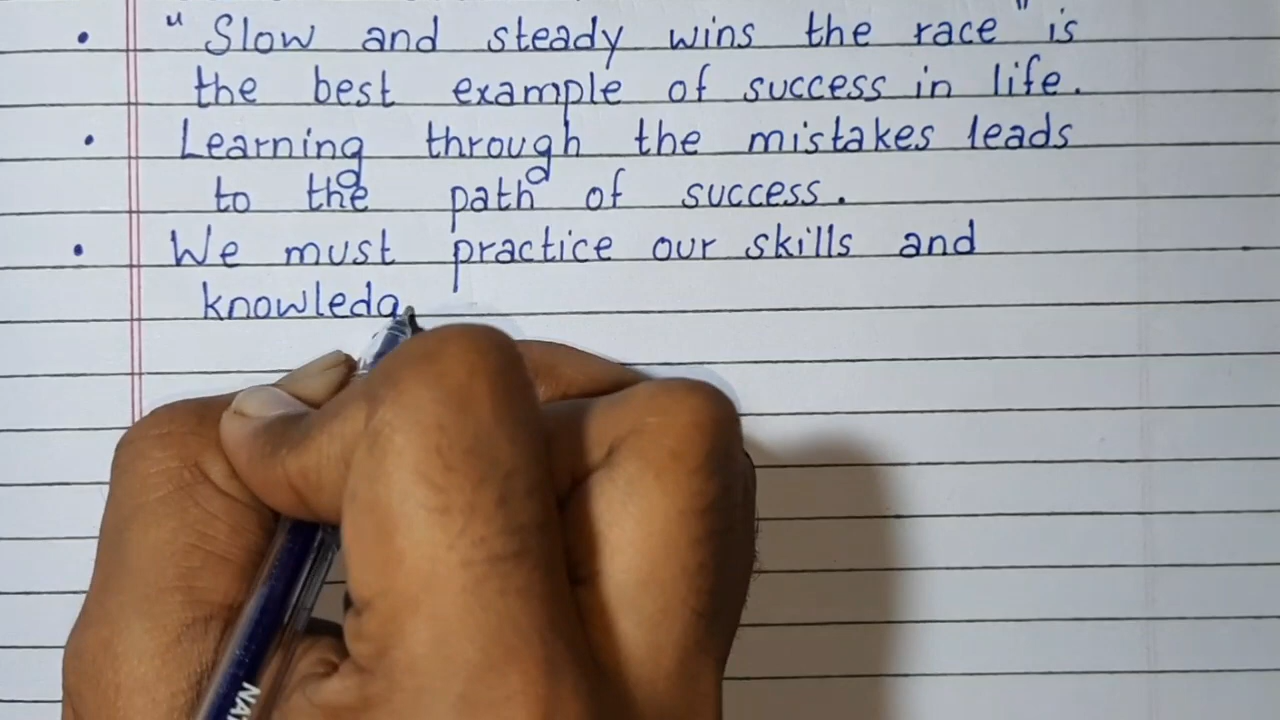 • "Slow and steady wins the race" is
the best example of success in life.
• Learning through the mistakes leads
to the path of success.
• We must practice our skills and
knowledg
NAT